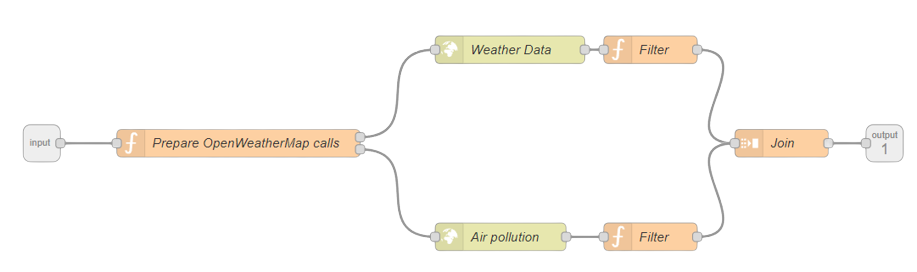 Weather Data
Filter
input
Prepare OpenWeatherMap calls
Join
output
1
Air pollution
Filter